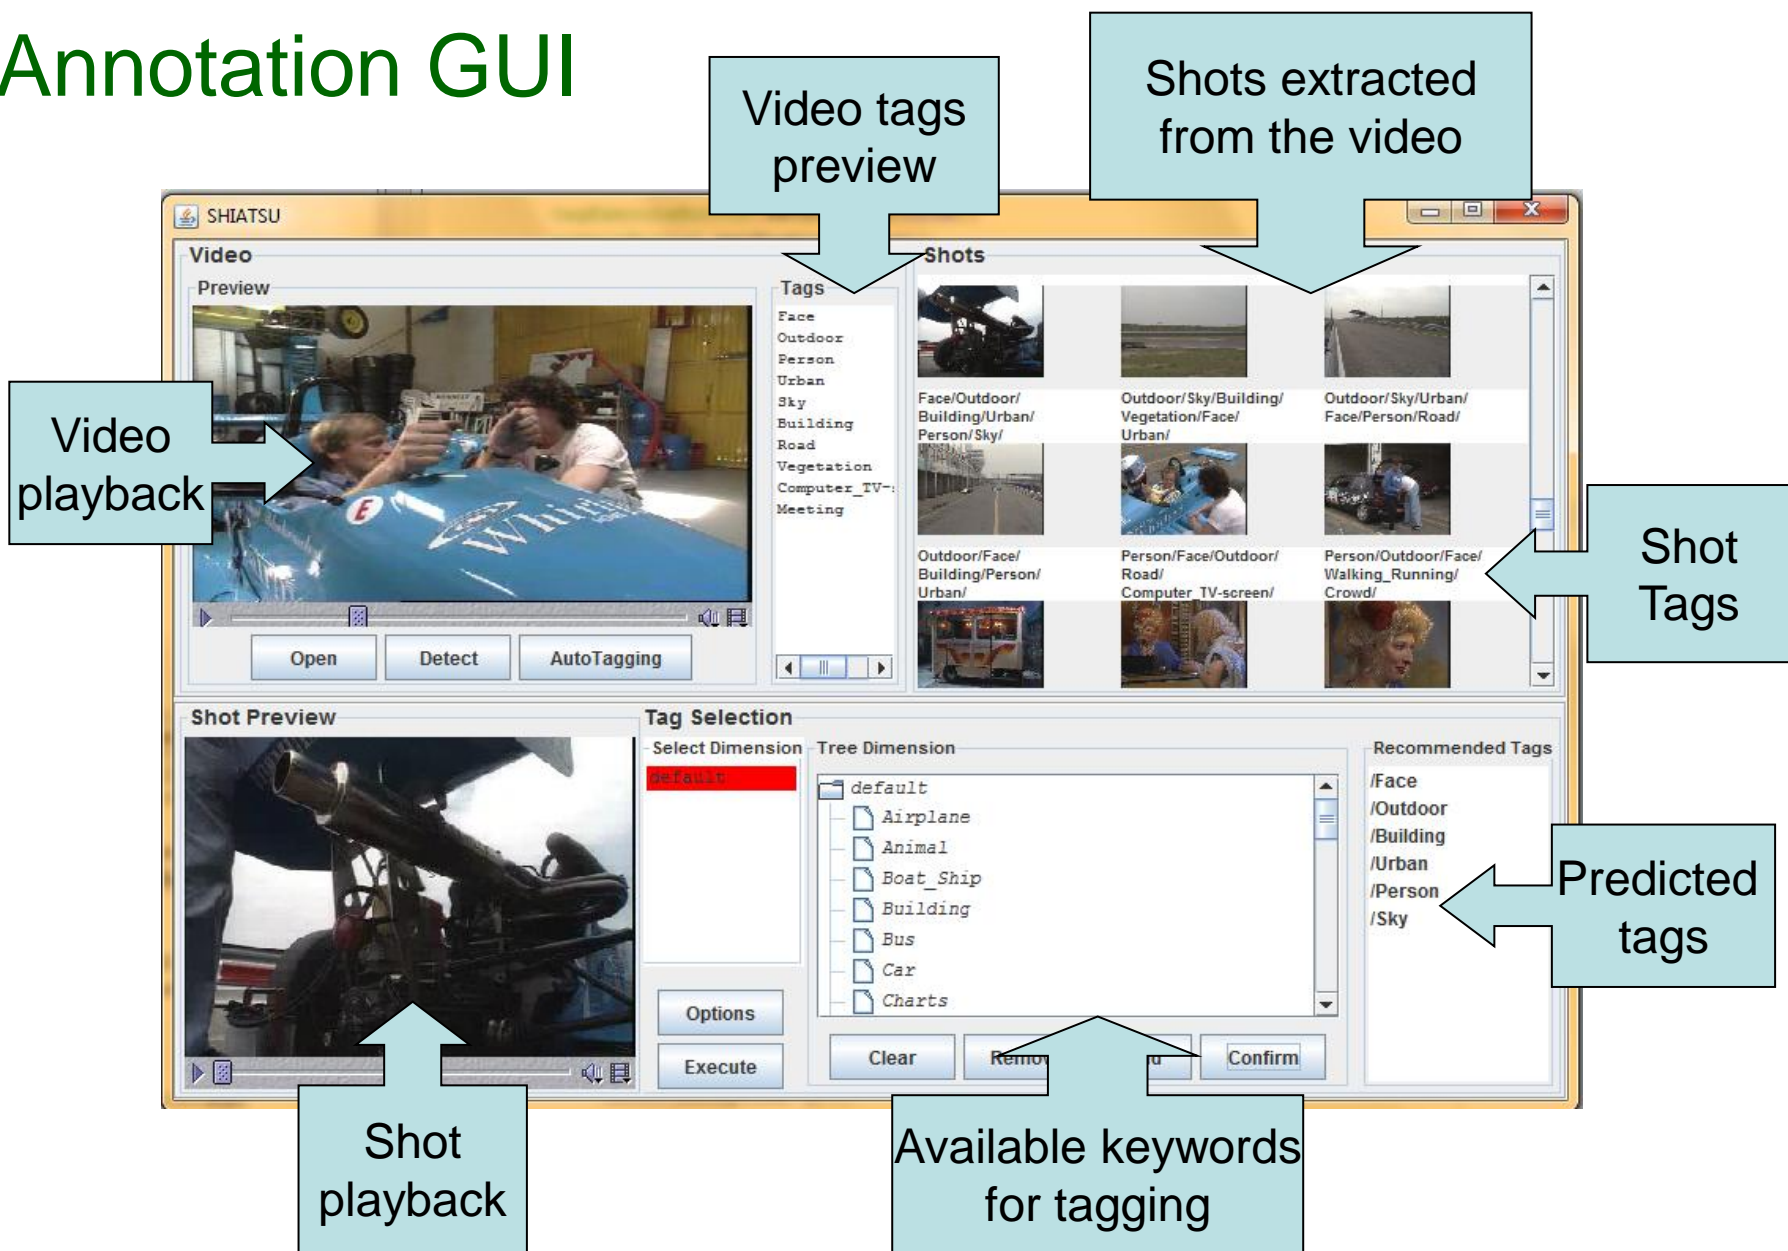 Annotation GUI
Video tags
preview
Shots extracted
from the video
SHIATSU
Video
Preview
Tags
Face
Outdoor
Person
Urban
Sky
Building
Road
Vegetation
Meeting
Video
playback
E
Open
Detect
AutoTagging
Shots
Face/Outdoor/
Building/Urban/
Person/Sky/
Outdoor/Sky/Building/
Vegetation/Face/
Urban/
Outdoor/Sky/Urban/
Face/Person/Road/
Outdoor/Face/
Building/Person/
Urban/
Person/Face/Outdoor/
Road/
Computer_TV-screen/
Person/Outdoor/Face/
Walking_Running/
Crowd/
Shot
Tags
Shot Preview
Tag Selection
Select Dimension
default
Options
Execute
Tree Dimension
default
Airplane
Animal
Boat_Ship
Building
Bus
Car
Charts
Clear
Confirm
Recommended Tags
/Face
/Outdoor
/Building
/Urban
/Person
/Sky
Predicted
tags
Shot
playback
Available keywords
for tagging